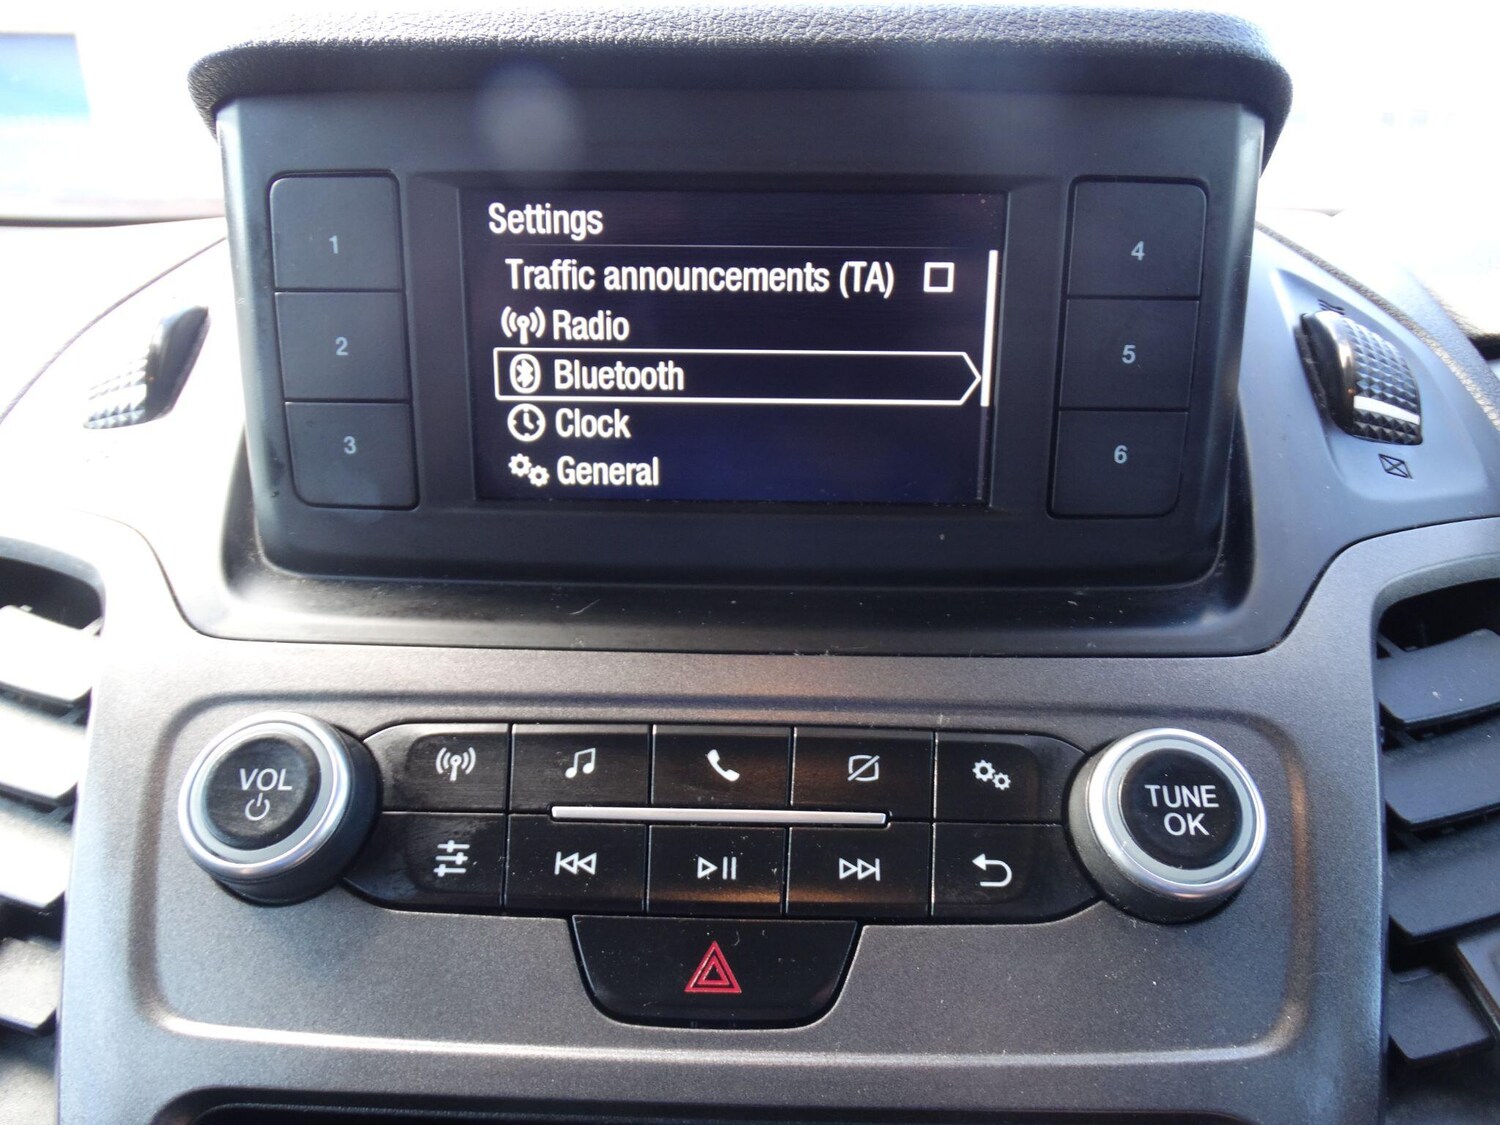 Settings
Traffic announcements (TA)
Radio
Bluetooth
Clock
General
1
2
3
4
5
6
VOL
TUNE
OK